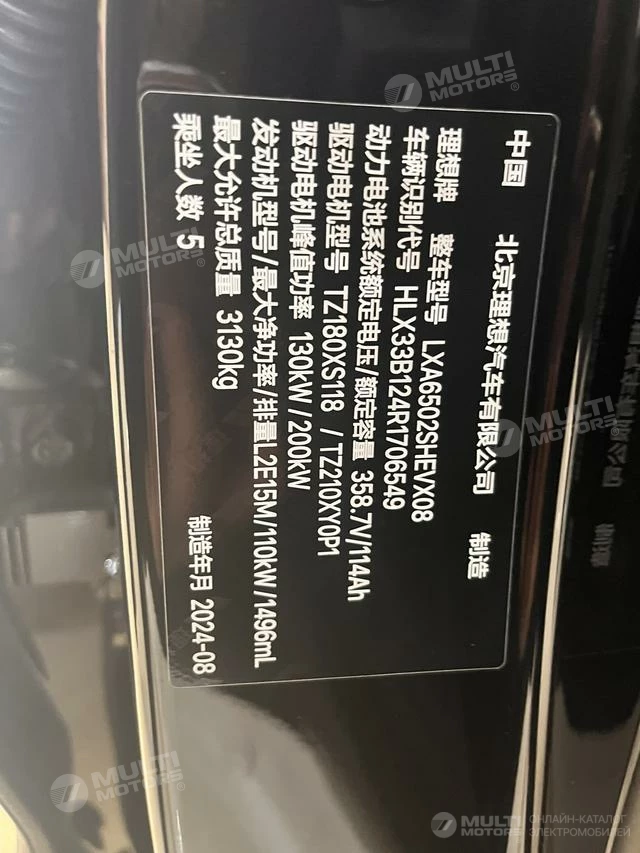 中国 北京理想汽车有限公司 制造
理想牌 整车型号 LXA6502SHEVX08
车辆识别代号 HLX33B124R1706549
动力电池系统额定电压/额定容量 358.7V/114Ah
驱动电机型号 TZ180XS118 / TZ210XY0P1
驱动电机峰值功率 130kW/200kW
发动机型号/最大净功率/排量L2E15M/110kW/1496mL
最大允许总质量 3130kg
乘坐人数 5 制造年月 2024-08
MULTI MOTORS®
MULTI MOTORS®
MULTI MOTORS®
MULTI MOTORS®
MULTI MOTORS®
ОНЛАЙН-КАТАЛОГ
ЭЛЕКТРОМОБИЛЕЙ